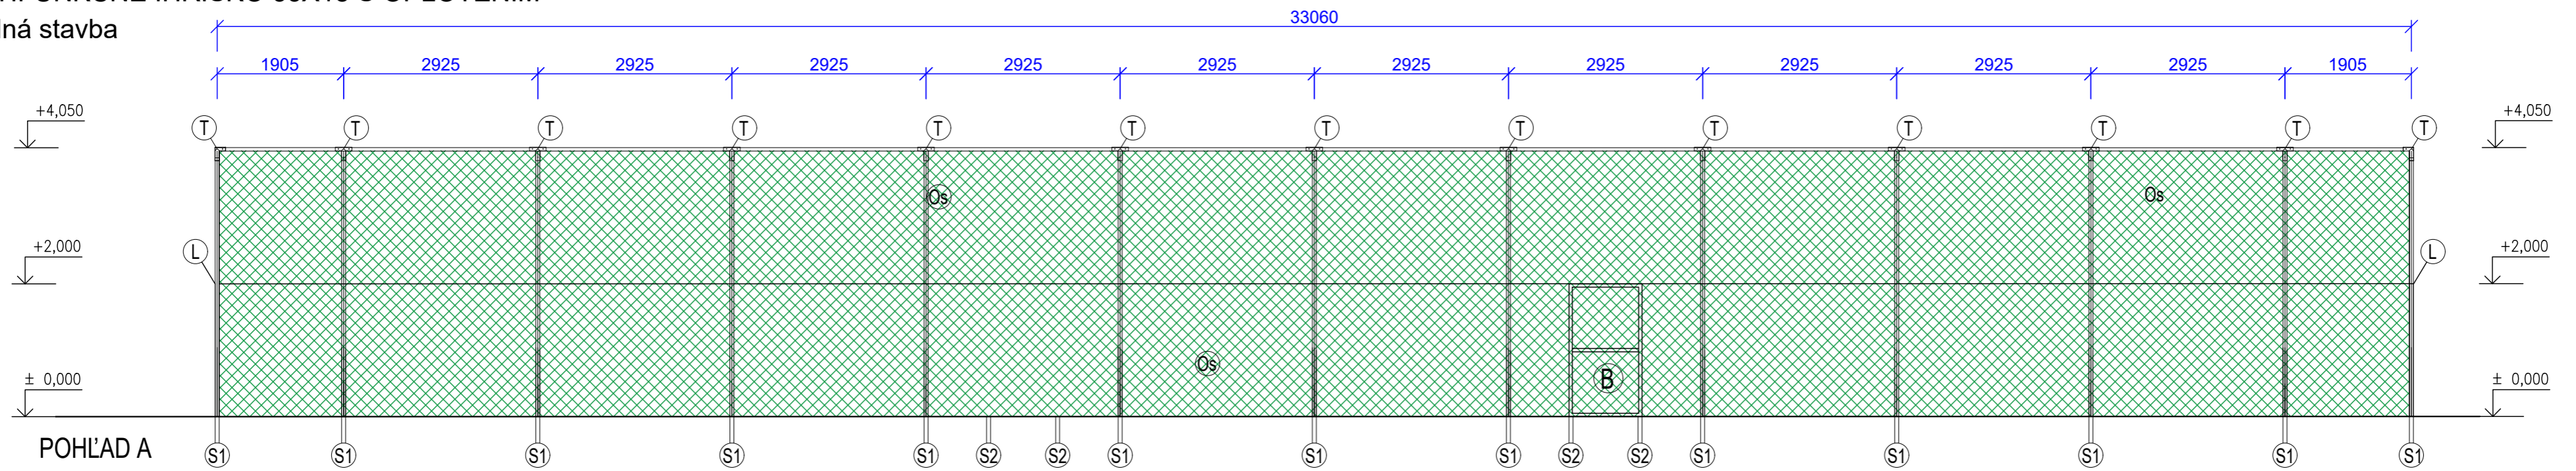 lná stavba
33060
1905 2925 2925 2925 2925 2925 2925 2925 2925 2925 2925 1905
+4,050 +4,050
T T T T T T T T T T T T T
Os Os
+2,000 L L +2,000
Os
B
± 0,000 ± 0,000
POHĽAD A
S1 S1 S1 S1 S1 S2 S2 S1 S1 S1 S2 S2 S1 S1 S1 S1 S1